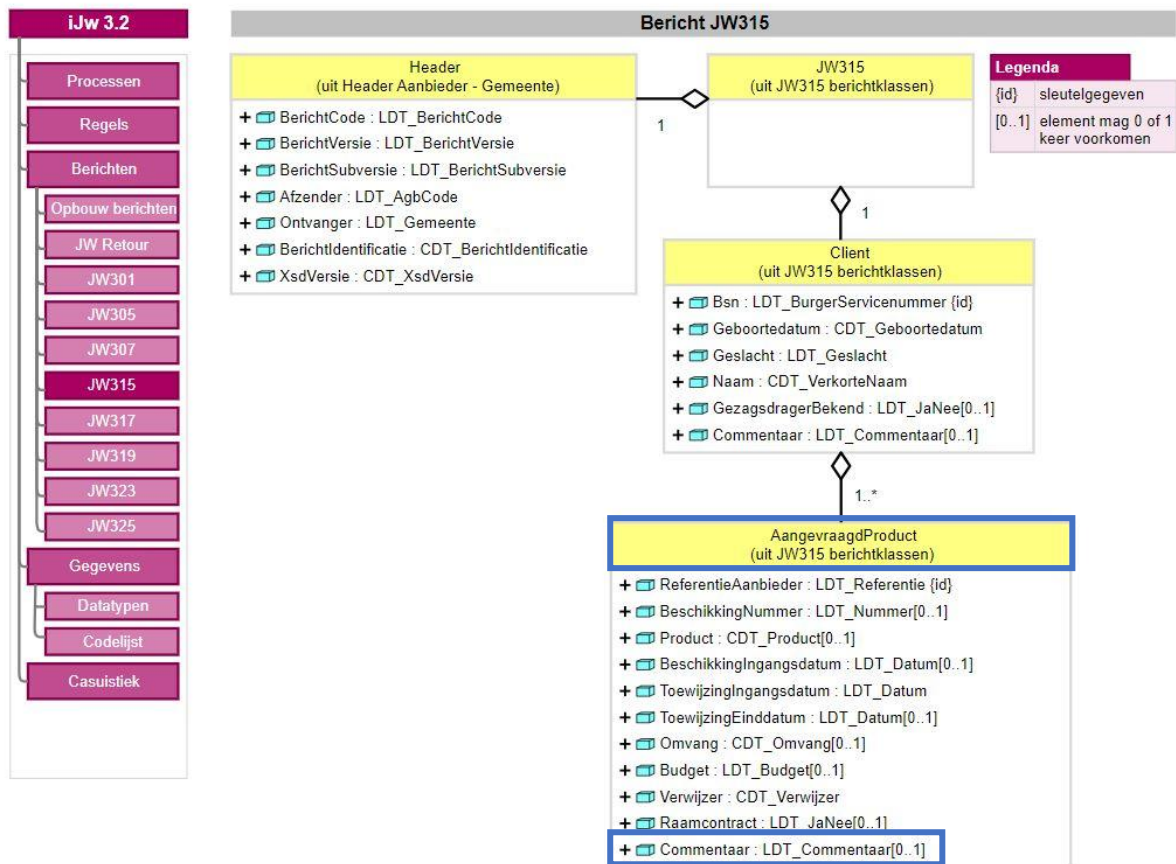 iJw 3.2
Processen
Regels
Berichten
Opbouw berichten
JW Retour
JW301
JW305
JW307
JW315
JW317
JW319
JW323
JW325
Gegevens
Datatypen
Codelijst
Casuistiek
Bericht JW315
Header
(uit Header Aanbieder - Gemeente)
+ BerichtCode : LDT_BerichtCode
+ BerichtVersie : LDT_BerichtVersie
+ BerichtSubversie : LDT_BerichtSubversie
+ Afzender : LDT_AgbCode
+ Ontvanger : LDT_Gemeente
+ BerichtIdentificatie : CDT_BerichtIdentificatie
+ XsdVersie : CDT_XsdVersie
1
JW315
(uit JW315 berichtklassen)
Legenda
{id} sleutelgegeven
[0..1] element mag 0 of 1
keer voorkomen
1
Client
(uit JW315 berichtklassen)
+ Bsn : LDT_BurgerServicenummer {id}
+ Geboortedatum : CDT_Geboortedatum
+ Geslacht : LDT_Geslacht
+ Naam : CDT_VerkorteNaam
+ GezagsdragerBekend : LDT_JaNee[0..1]
+ Commentaar : LDT_Commentaar[0..1]
1..*
AangevraagdProduct
(uit JW315 berichtklassen)
+ ReferentieAanbieder : LDT_Referentie {id}
+ BeschikkingNummer : LDT_Nummer[0..1]
+ Product : CDT_Product[0..1]
+ BeschikkingIngangsdatum : LDT_Datum[0..1]
+ ToewijzingIngangsdatum : LDT_Datum
+ ToewijzingEinddatum : LDT_Datum[0..1]
+ Omvang : CDT_Omvang[0..1]
+ Budget : LDT_Budget[0..1]
+ Verwijzer : CDT_Verwijzer
+ Raamcontract : LDT_JaNee[0..1]
+ Commentaar : LDT_Commentaar[0..1]